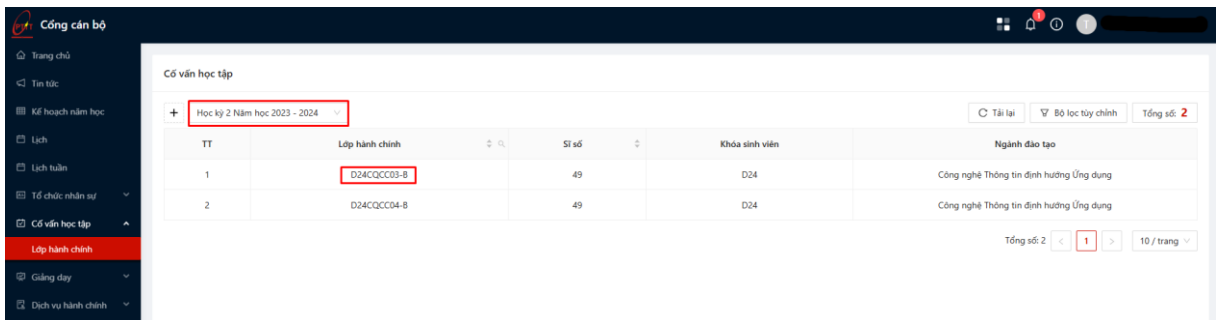 Cổng cán bộ
1
T
Trang chủ
Tin tức
Kế hoạch năm học
Lịch
Lịch tuần
Tổ chức nhân sự
Cố vấn học tập
Lớp hành chính
Giảng dạy
Dịch vụ hành chính
Cố vấn học tập
+ Học kỳ 2 Năm học 2023 - 2024 Tải lại Bộ lọc tùy chỉnh Tổng số: 2
TT Lớp hành chính Sĩ số Khóa sinh viên Ngành đào tạo
1 D24CQCC03-B 49 D24 Công nghệ Thông tin định hướng Ứng dụng
2 D24CQCC04-B 49 D24 Công nghệ Thông tin định hướng Ứng dụng
Tổng số: 2 < 1 > 10 / trang